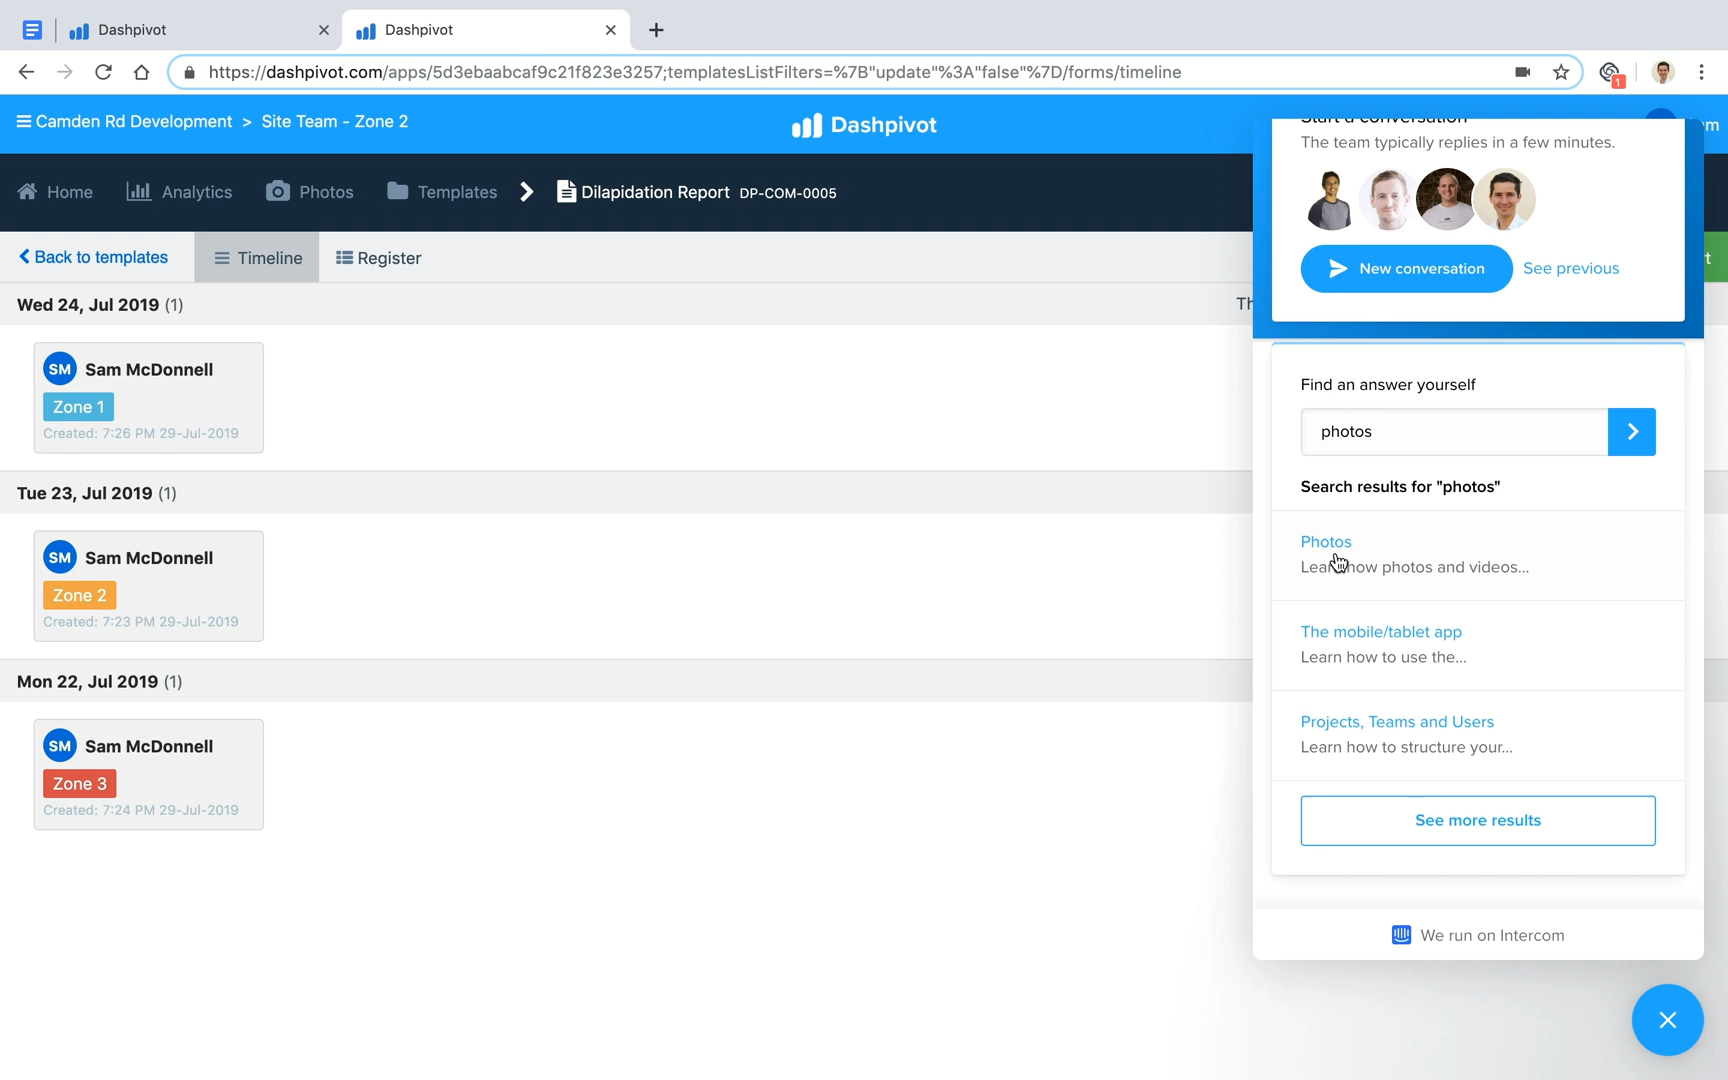 Dashpivot
Dashpivot
https://dashpivot.com/apps/5d3ebaabcaf9c21f823e3257;templatesListFilters=%7B"update"%3A"false"%7D/forms/timeline
1
Camden Rd Development > Site Team - Zone 2
Dashpivot
Home
Analytics
Photos
Templates
Dilapidation Report DP-COM-0005
Back to templates
Timeline
Register
Wed 24, Jul 2019 (1)
SM Sam McDonnell
Zone 1
Created: 7:26 PM 29-Jul-2019
Tue 23, Jul 2019 (1)
SM Sam McDonnell
Zone 2
Created: 7:23 PM 29-Jul-2019
Mon 22, Jul 2019 (1)
SM Sam McDonnell
Zone 3
Created: 7:24 PM 29-Jul-2019
Start a conversation
The team typically replies in a few minutes.
New conversation
See previous
Find an answer yourself
photos
Search results for "photos"
Photos
Learn how photos and videos...
The mobile/tablet app
Learn how to use the...
Projects, Teams and Users
Learn how to structure your...
See more results
We run on Intercom